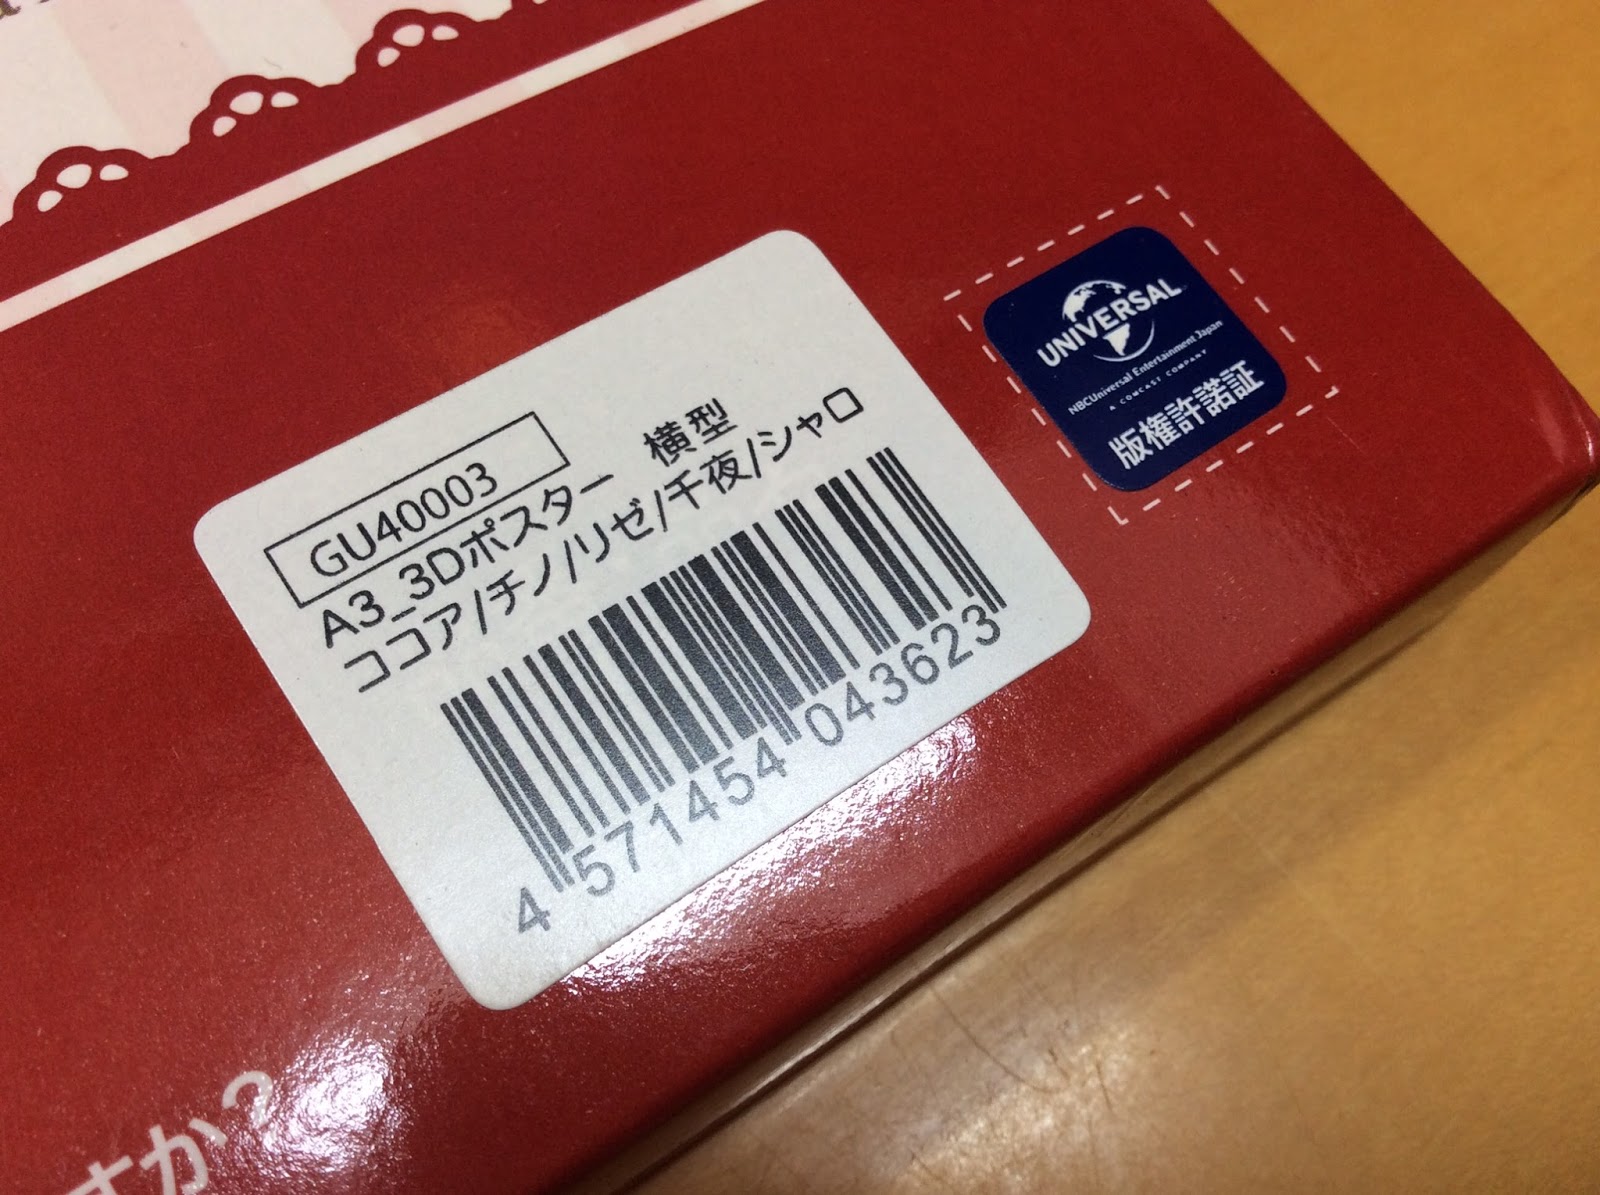 GU40003
A3_3Dポスター 横型
ココア/チノ/リゼ/千夜/シャロ
4 571454 043623
UNIVERSAL
NBCUniversal Entertainment Japan
A COMCAST COMPANY
版権許諾証
すか?